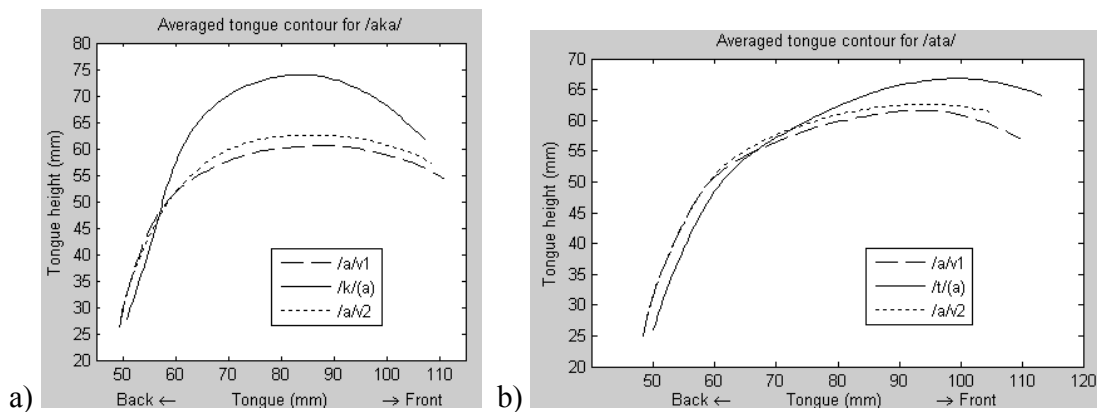 a)
Averaged tongue contour for /aka/
Tongue height (mm)
80
75
70
65
60
55
50
45
40
35
30
25
20
/a/v1
/k/(a)
/a/v2
50 60 70 80 90 100 110
Back ← Tongue (mm) → Front
b)
Averaged tongue contour for /ata/
Tongue height (mm)
70
65
60
55
50
45
40
35
30
25
20
/a/v1
/t/(a)
/a/v2
50 60 70 80 90 100 110 120
Back ← Tongue (mm) → Front